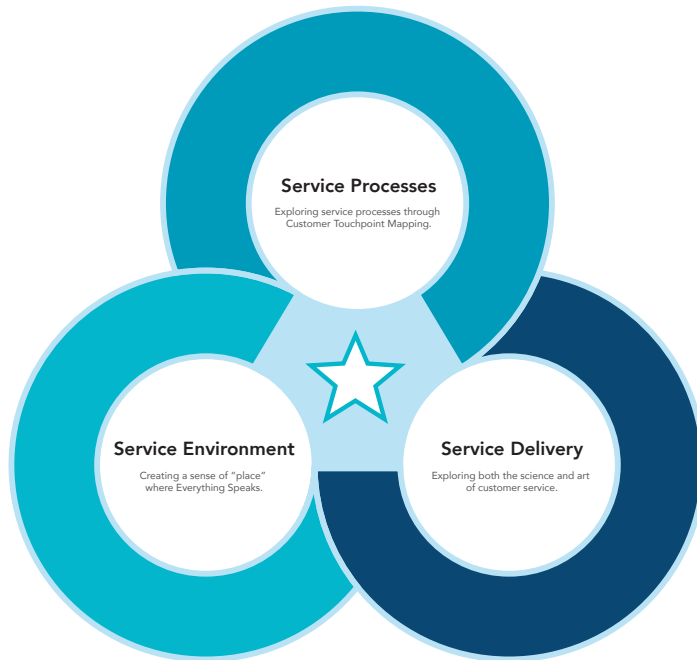 Service Processes
Exploring service processes through
Customer Touchpoint Mapping.
Service Environment
Creating a sense of “place”
where Everything Speaks.
Service Delivery
Exploring both the science and art
of customer service.